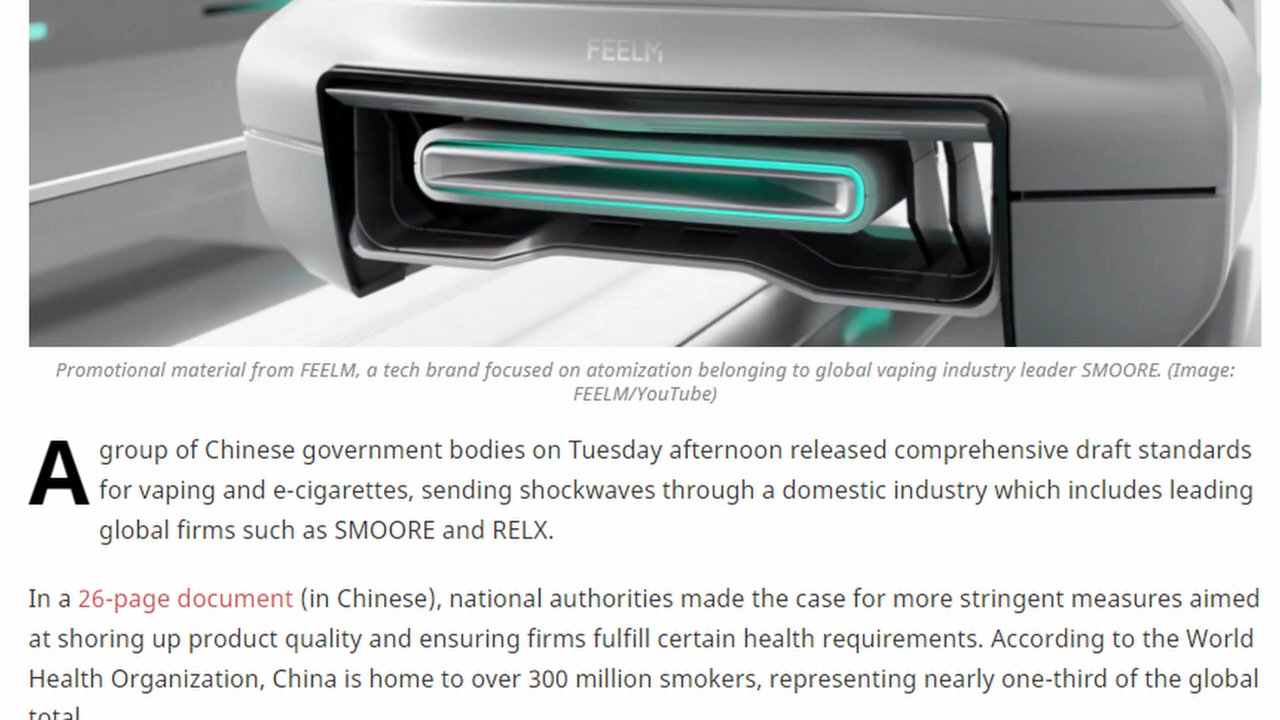 FEELM
Promotional material from FEELM, a tech brand focused on atomization belonging to global vaping industry leader SMOORE. (Image:
FEELM/YouTube)
A group of Chinese government bodies on Tuesday afternoon released comprehensive draft standards
for vaping and e-cigarettes, sending shockwaves through a domestic industry which includes leading
global firms such as SMOORE and RELX.
In a 26-page document (in Chinese), national authorities made the case for more stringent measures aimed
at shoring up product quality and ensuring firms fulfill certain health requirements. According to the World
Health Organization, China is home to over 300 million smokers, representing nearly one-third of the global
total.